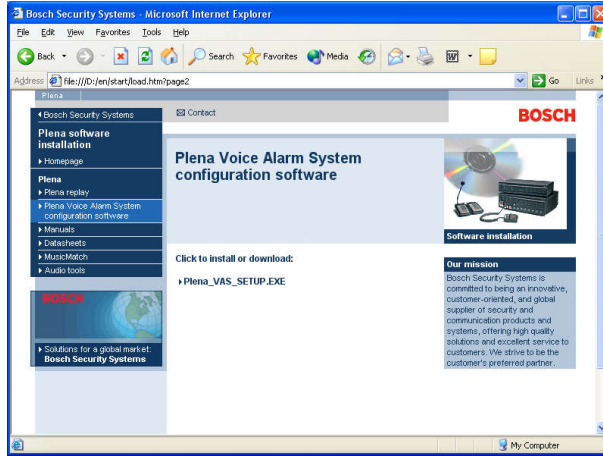 Bosch Security Systems - Microsoft Internet Explorer
File Edit View Favorites Tools Help
Back Search Favorites Media
Address file:///D:/en/start/load.htm?page2 Go Links
Plena
Bosch Security Systems
Contact
BOSCH
Plena software
installation
Homepage
Plena
Plena replay
Plena Voice Alarm System
configuration software
Manuals
Datasheets
MusicMatch
Audio tools
BOSCH
Solutions for a global market:
Bosch Security Systems
Plena Voice Alarm System
configuration software
Click to install or download:
Plena_VAS_SETUP.EXE
Software installation
Our mission
Bosch Security Systems is
committed to being an innovative,
customer-oriented, and global
supplier of security and
communication products and
systems, offering high quality
solutions and excellent service to
customers. We strive to be the
customer's preferred partner.
My Computer